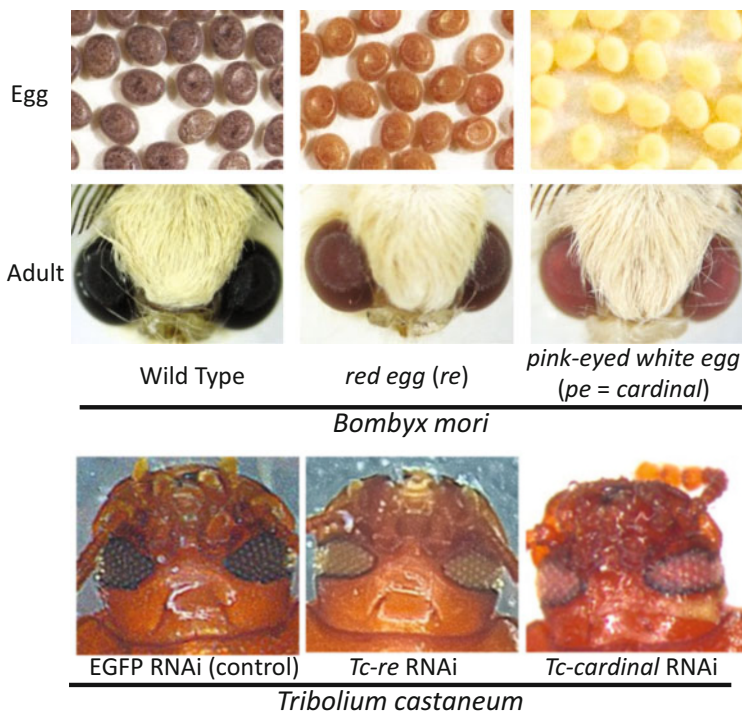 Egg
Adult
Wild Type
red egg (re)
pink-eyed white egg
(pe = cardinal)
Bombyx mori
EGFP RNAi (control)
Tc-re RNAi
Tc-cardinal RNAi
Tribolium castaneum